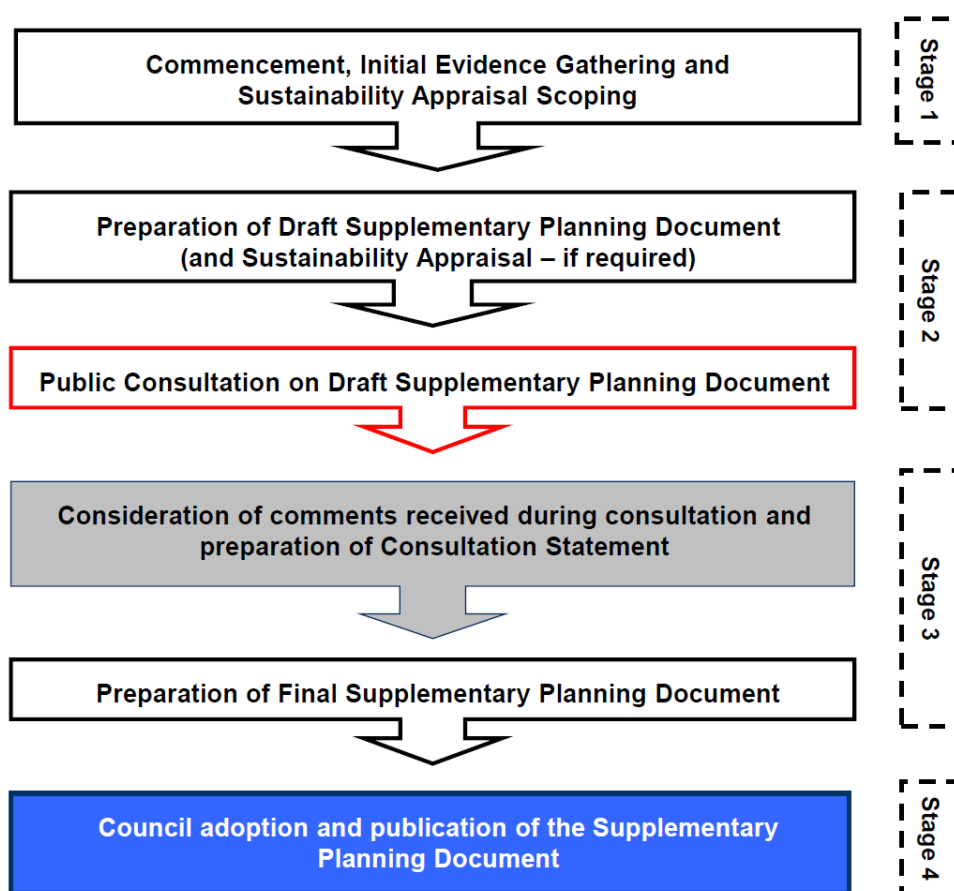 Commencement, Initial Evidence Gathering and
Sustainability Appraisal Scoping
Stage 1
Preparation of Draft Supplementary Planning Document
(and Sustainability Appraisal – if required)
Stage 2
Public Consultation on Draft Supplementary Planning Document
Consideration of comments received during consultation and
preparation of Consultation Statement
Stage 3
Preparation of Final Supplementary Planning Document
Council adoption and publication of the Supplementary
Planning Document
Stage 4